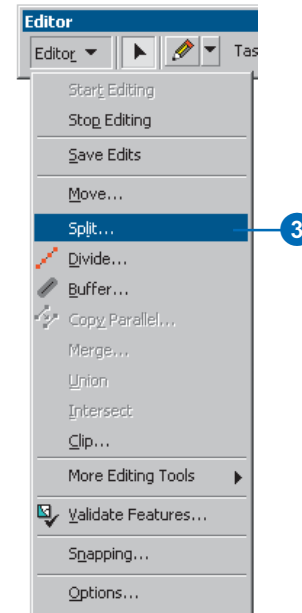 Editor
Editor
Start Editing
Stop Editing
Save Edits
Move...
Split...
3
Divide...
Buffer...
Copy Parallel...
Merge...
Union
Intersect
Clip...
More Editing Tools
Validate Features...
Snapping...
Options...